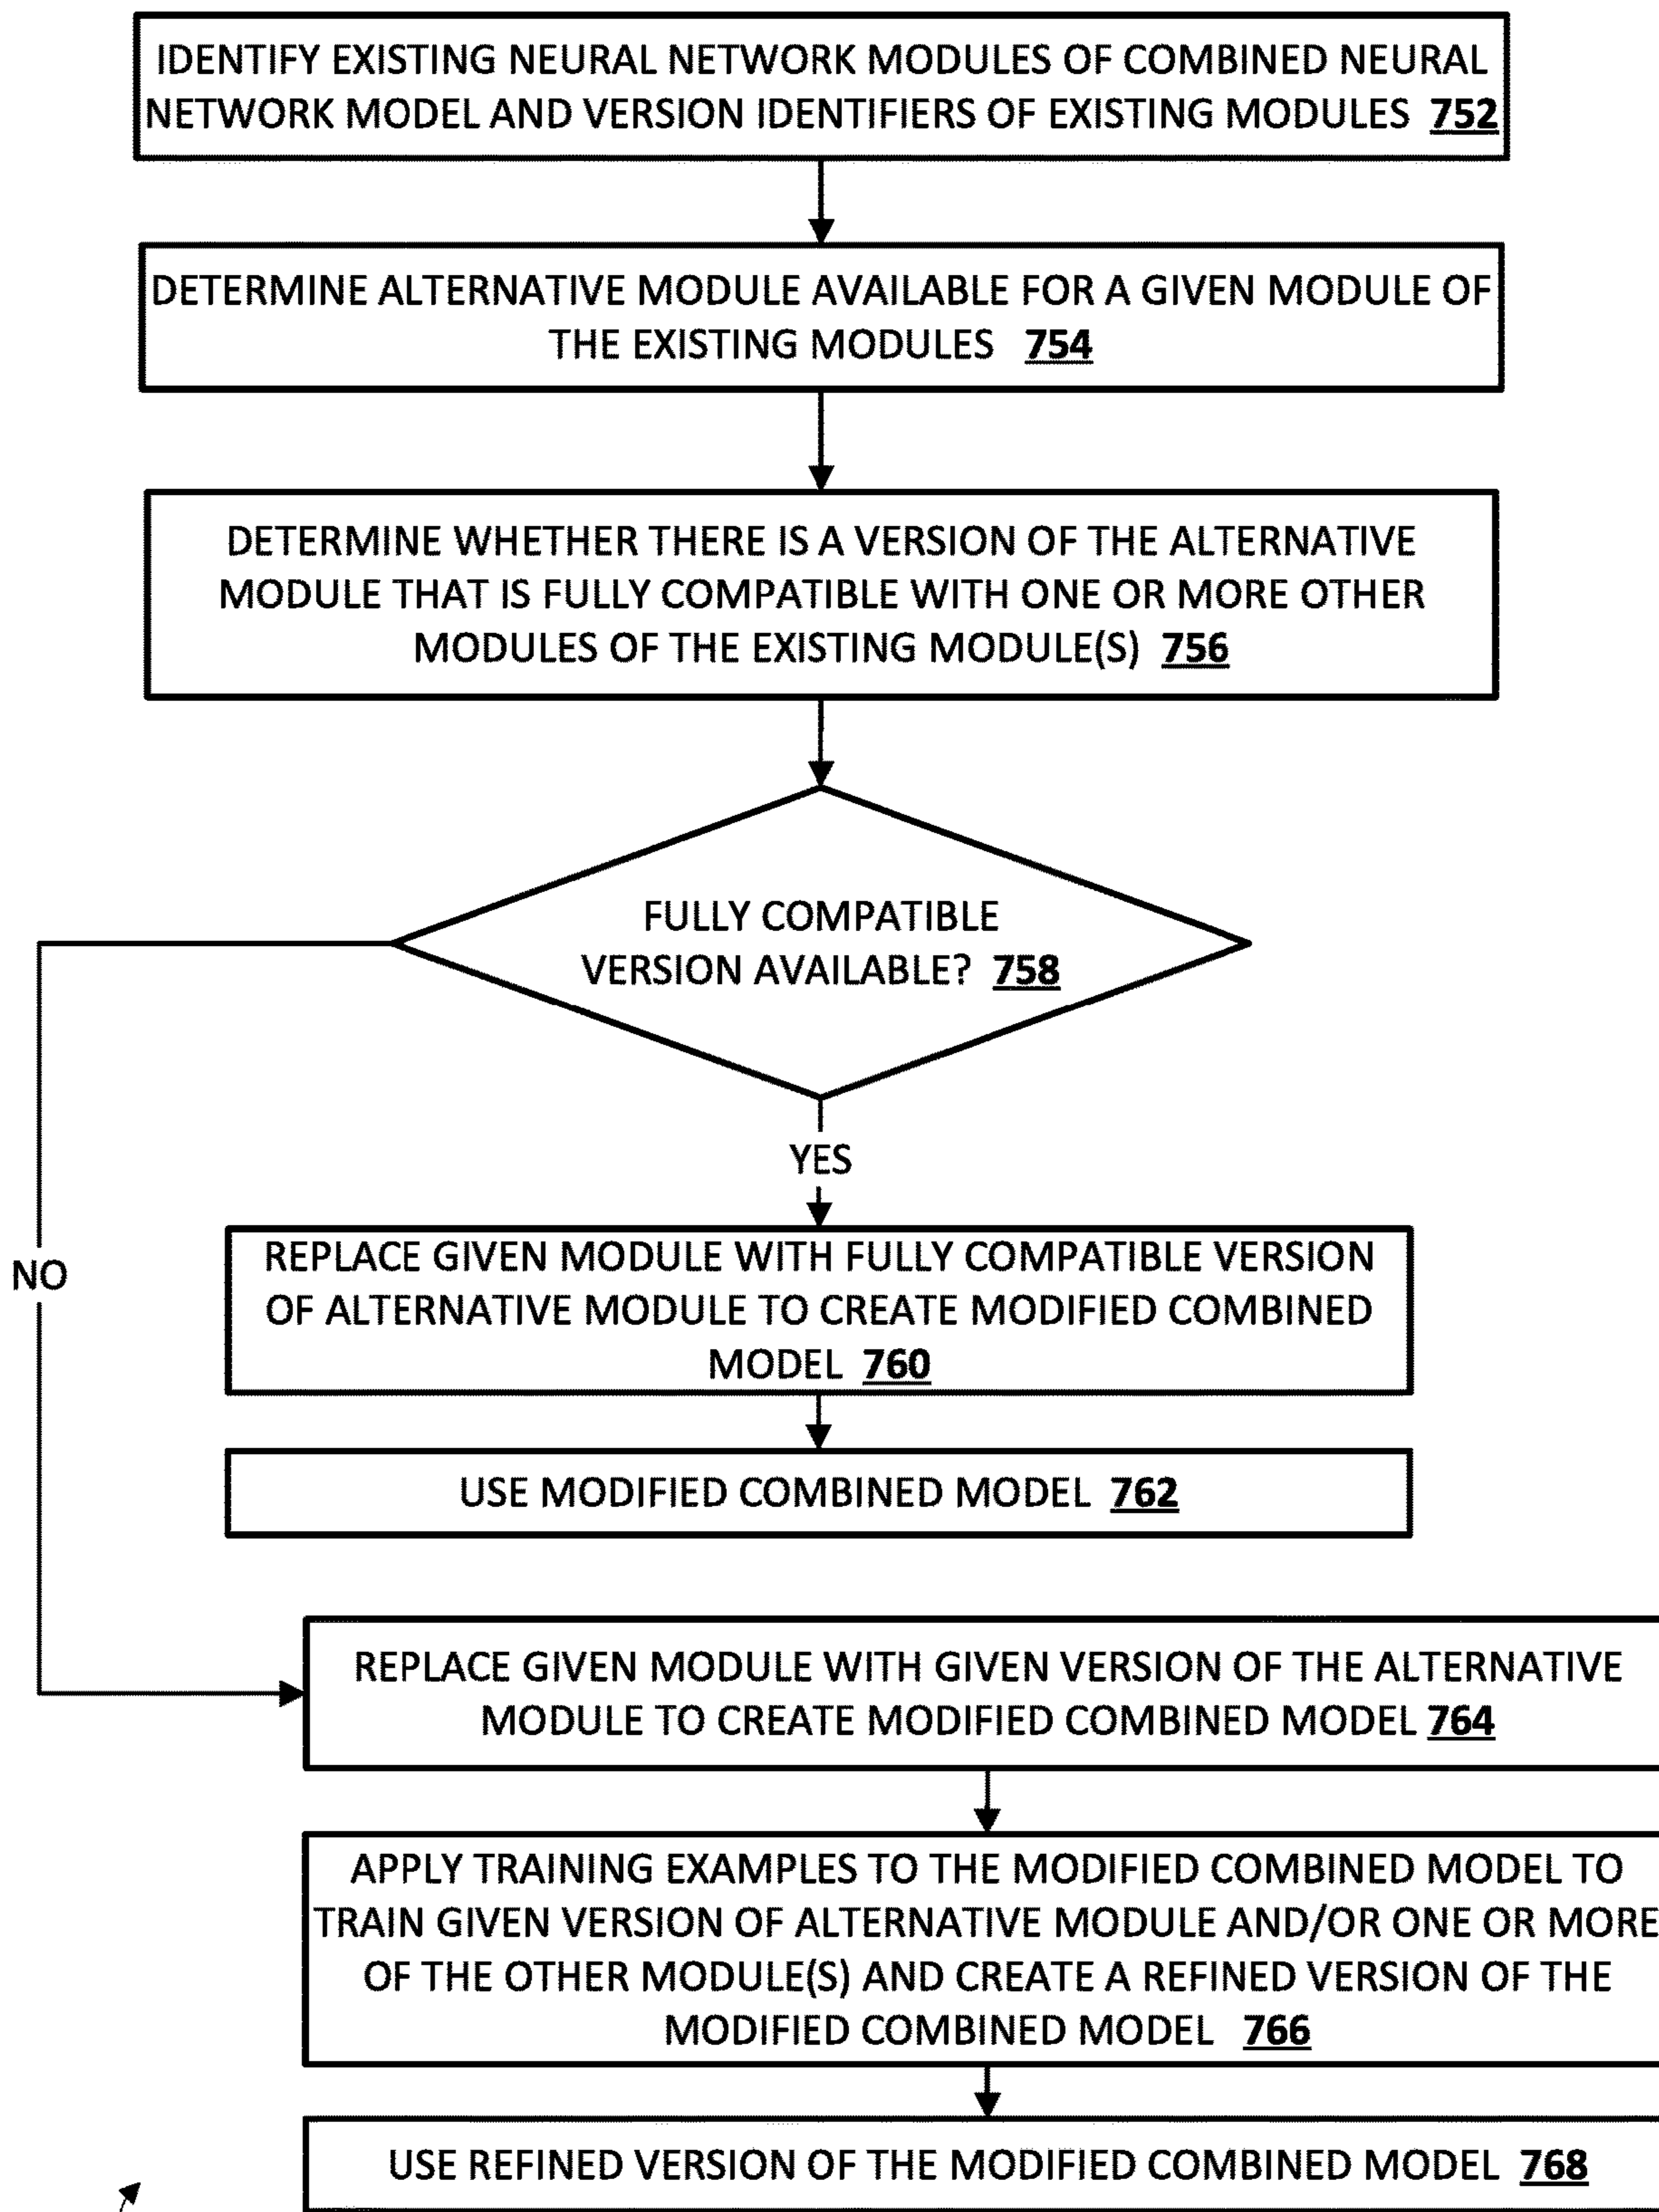 IDENTIFY EXISTING NEURAL NETWORK MODULES OF COMBINED NEURAL
NETWORK MODEL AND VERSION IDENTIFIERS OF EXISTING MODULES 752
DETERMINE ALTERNATIVE MODULE AVAILABLE FOR A GIVEN MODULE OF
THE EXISTING MODULES 754
DETERMINE WHETHER THERE IS A VERSION OF THE ALTERNATIVE
MODULE THAT IS FULLY COMPATIBLE WITH ONE OR MORE OTHER
MODULES OF THE EXISTING MODULE(S) 756
FULLY COMPATIBLE
VERSION AVAILABLE? 758
YES
NO
REPLACE GIVEN MODULE WITH FULLY COMPATIBLE VERSION
OF ALTERNATIVE MODULE TO CREATE MODIFIED COMBINED
MODEL 760
USE MODIFIED COMBINED MODEL 762
REPLACE GIVEN MODULE WITH GIVEN VERSION OF THE ALTERNATIVE
MODULE TO CREATE MODIFIED COMBINED MODEL 764
APPLY TRAINING EXAMPLES TO THE MODIFIED COMBINED MODEL TO
TRAIN GIVEN VERSION OF ALTERNATIVE MODULE AND/OR ONE OR MORE
OF THE OTHER MODULE(S) AND CREATE A REFINED VERSION OF THE
MODIFIED COMBINED MODEL 766
USE REFINED VERSION OF THE MODIFIED COMBINED MODEL 768